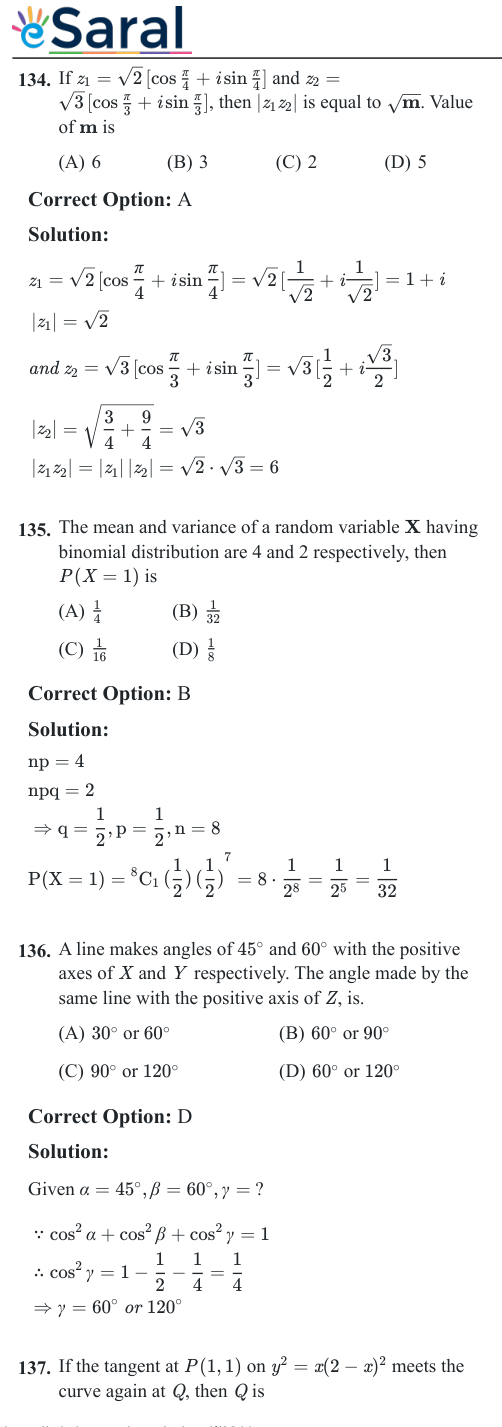 eSaral
134. If z₁ = √2 [cos π/4 + i sin π/4] and z₂ =
√3 [cos π/3 + i sin π/3], then |z₁z₂| is equal to √m. Value
of m is
(A) 6 (B) 3 (C) 2 (D) 5
Correct Option: A
Solution:
z₁ = √2 [cos π/4 + i sin π/4] = √2 [1/√2 + i 1/√2] = 1 + i
|z₁| = √2
and z₂ = √3 [cos π/3 + i sin π/3] = √3 [1/2 + i √3/2]
|z₂| = √(3/4 + 9/4) = √3
|z₁z₂| = |z₁| |z₂| = √2 · √3 = 6
135. The mean and variance of a random variable X having
binomial distribution are 4 and 2 respectively, then
P(X = 1) is
(A) 1/4 (B) 1/32
(C) 1/16 (D) 1/8
Correct Option: B
Solution:
np = 4
npq = 2
⇒ q = 1/2, p = 1/2, n = 8
P(X = 1) = ⁸C₁ (1/2) (1/2)⁷ = 8 · 1/2⁸ = 1/2⁵ = 1/32
136. A line makes angles of 45° and 60° with the positive
axes of X and Y respectively. The angle made by the
same line with the positive axis of Z, is.
(A) 30° or 60° (B) 60° or 90°
(C) 90° or 120° (D) 60° or 120°
Correct Option: D
Solution:
Given α = 45°, β = 60°, γ = ?
∵ cos² α + cos² β + cos² γ = 1
∴ cos² γ = 1 − 1/2 − 1/4 = 1/4
⇒ γ = 60° or 120°
137. If the tangent at P(1, 1) on y² = x(2 − x)² meets the
curve again at Q, then Q is